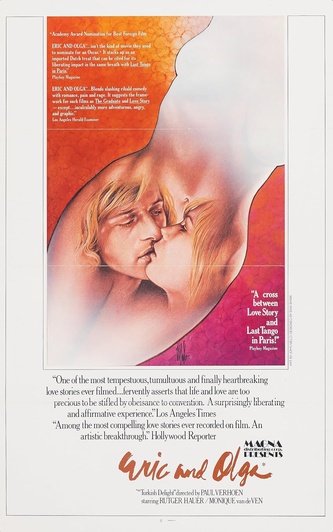 "Academy Award Nomination for Best Foreign Film
ERIC AND OLGA"... isn't the kind of movie they used
to nominate for an Oscar." It stacks up as an
imported Dutch treat that can be cited for its
liberating impact in the same breath with Last Tango
in Paris."
Playboy Magazine
ERIC AND OLGA"... Blends slashing ribald comedy
with romance, pain and rage. It suggests the frame-
work for such films as The Graduate and Love Story
— except...incalculably more adventurous, angry,
and graphic."
Los Angeles Herald Examiner
"A cross
between
Love Story
and
Last Tango
in Paris!"
Playboy Magazine
"One of the most tempestuous, tumultuous and finally heartbreaking
love stories ever filmed...fervently asserts that life and love are too
precious to be stifled by obeisance to convention. A surprisingly liberating
and affirmative experience." Los Angeles Times
"Among the most compelling love stories ever recorded on film. An
artistic breakthrough." Hollywood Reporter
MAGNA
PRESENTS
Eric and Olga*
*"Turkish Delight" directed by PAUL VERHOEN
starring RUTGER HAUER / MONIQUE van de VEN